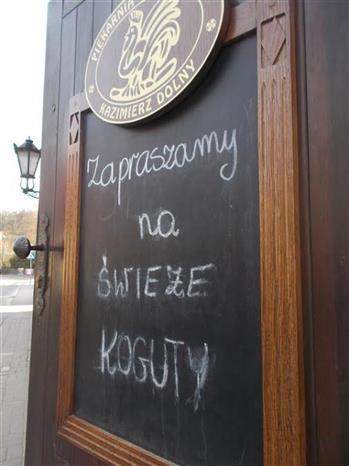 PIEKARNIA
KAZIMIERZ DOLNY
Zapraszamy
na
ŚWIEŻE
KOGUTY